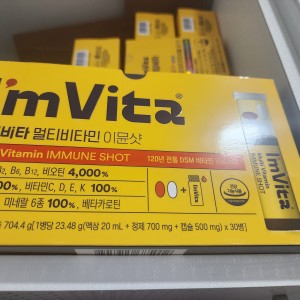 I'mVita
비타 멀티비타민 이뮨샷
Vitamin IMMUNE SHOT
120년 전통 DSM 비타민
B₆, B₁₂, 비오틴 4,000%
비타민C, D, E, K 100%
미네랄 6종 100%, 베타카로틴
704.4 g[1병당 23.48 g(액상 20 mL + 정제 700 mg + 캡슐 500 mg) x 30병]
I'mVita
Multi Vitamin
IMMUNE SHOT